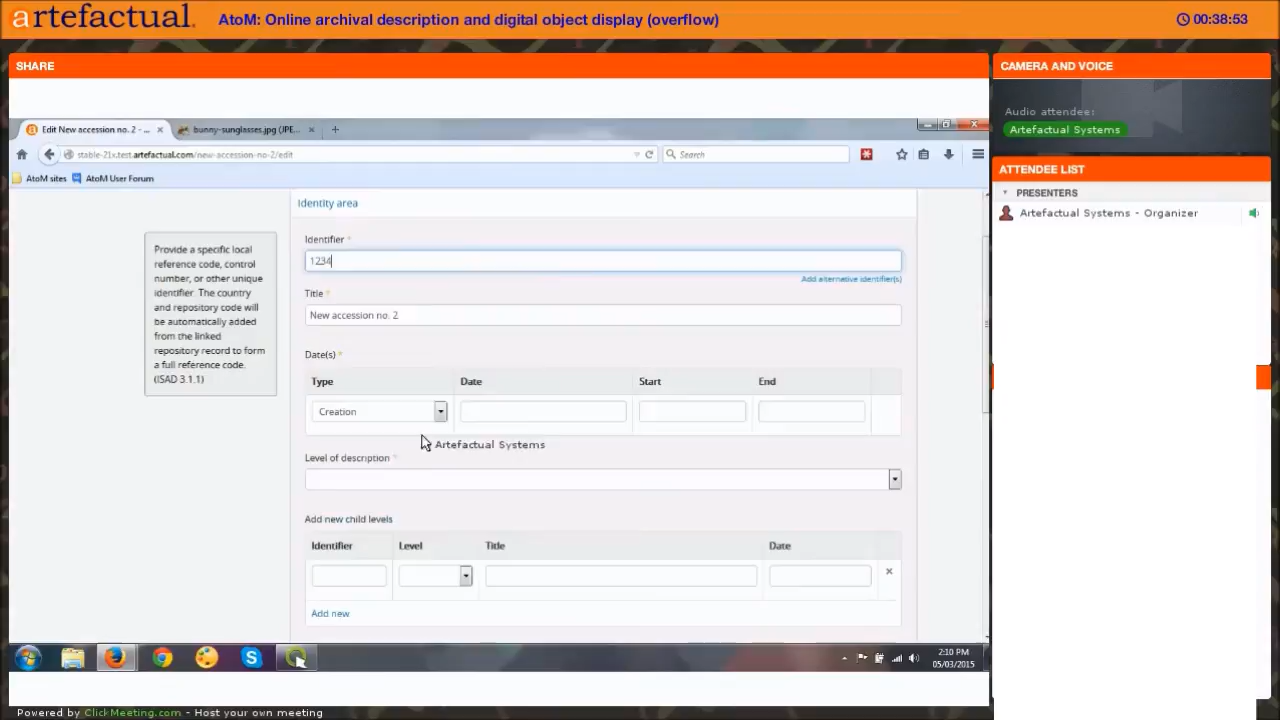 artefactual.
AtoM: Online archival description and digital object display (overflow)
00:38:53
SHARE
Edit New accession no. 2 - ...
bunny-sunglasses.jpg (JPE...
stable-21x.test.artefactual.com/new-accession-no-2/edit
Search
AtoM sites
AtoM User Forum
Identity area
Provide a specific local
reference code, control
number, or other unique
identifier. The country
and repository code will
be automatically added
from the linked
repository record to form
a full reference code.
(ISAD 3.1.1)
Identifier *
1234
Add alternative identifier(s)
Title *
New accession no. 2
Date(s) *
Type Date Start End
Creation
Artefactual Systems
Level of description *
Add new child levels
Identifier Level Title Date
Add new
2:10 PM
05/03/2015
CAMERA AND VOICE
Audio attendee:
Artefactual Systems
ATTENDEE LIST
PRESENTERS
Artefactual Systems - Organizer
Powered by ClickMeeting.com - Host your own meeting